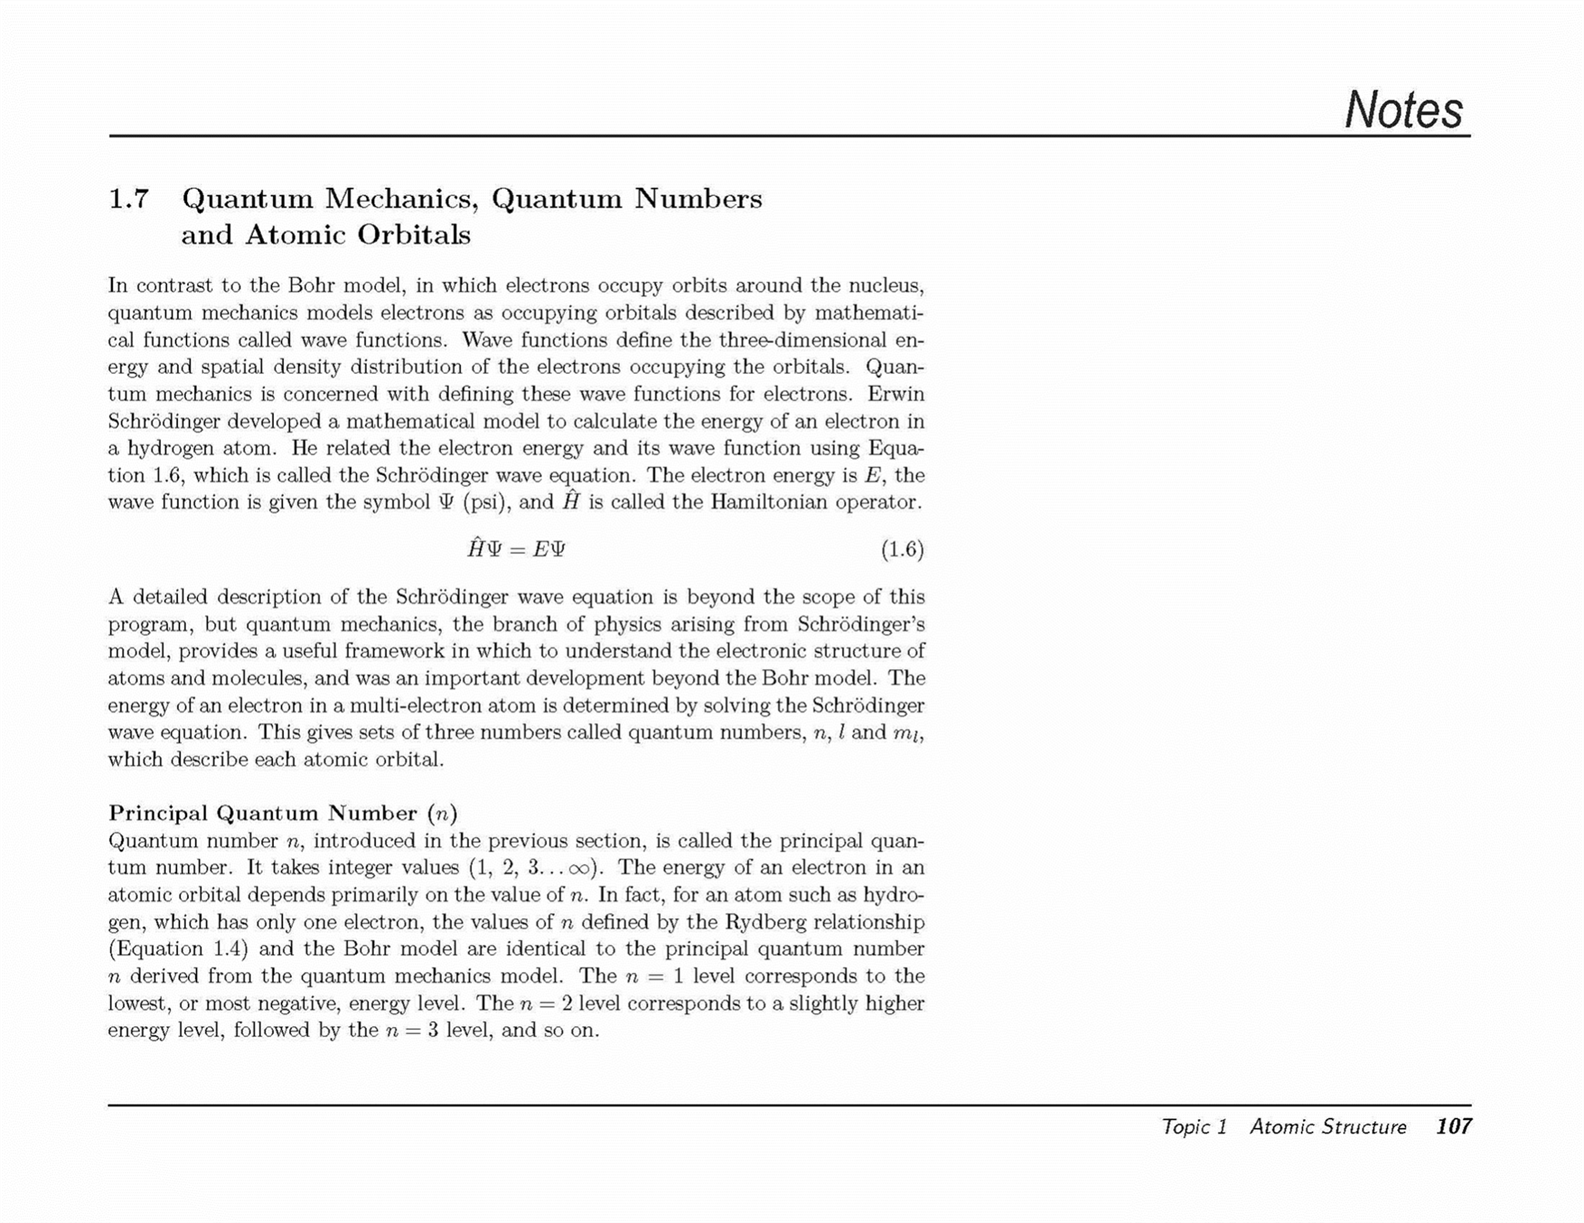 Notes
1.7 Quantum Mechanics, Quantum Numbers
and Atomic Orbitals
In contrast to the Bohr model, in which electrons occupy orbits around the nucleus,
quantum mechanics models electrons as occupying orbitals described by mathemati-
cal functions called wave functions. Wave functions define the three-dimensional en-
ergy and spatial density distribution of the electrons occupying the orbitals. Quan-
tum mechanics is concerned with defining these wave functions for electrons. Erwin
Schrödinger developed a mathematical model to calculate the energy of an electron in
a hydrogen atom. He related the electron energy and its wave function using Equa-
tion 1.6, which is called the Schrödinger wave equation. The electron energy is E, the
wave function is given the symbol Ψ (psi), and Ĥ is called the Hamiltonian operator.
ĤΨ = EΨ (1.6)
A detailed description of the Schrödinger wave equation is beyond the scope of this
program, but quantum mechanics, the branch of physics arising from Schrödinger's
model, provides a useful framework in which to understand the electronic structure of
atoms and molecules, and was an important development beyond the Bohr model. The
energy of an electron in a multi-electron atom is determined by solving the Schrödinger
wave equation. This gives sets of three numbers called quantum numbers, n, l and mₗ,
which describe each atomic orbital.
Principal Quantum Number (n)
Quantum number n, introduced in the previous section, is called the principal quan-
tum number. It takes integer values (1, 2, 3...∞). The energy of an electron in an
atomic orbital depends primarily on the value of n. In fact, for an atom such as hydro-
gen, which has only one electron, the values of n defined by the Rydberg relationship
(Equation 1.4) and the Bohr model are identical to the principal quantum number
n derived from the quantum mechanics model. The n = 1 level corresponds to the
lowest, or most negative, energy level. The n = 2 level corresponds to a slightly higher
energy level, followed by the n = 3 level, and so on.
Topic 1 Atomic Structure 107